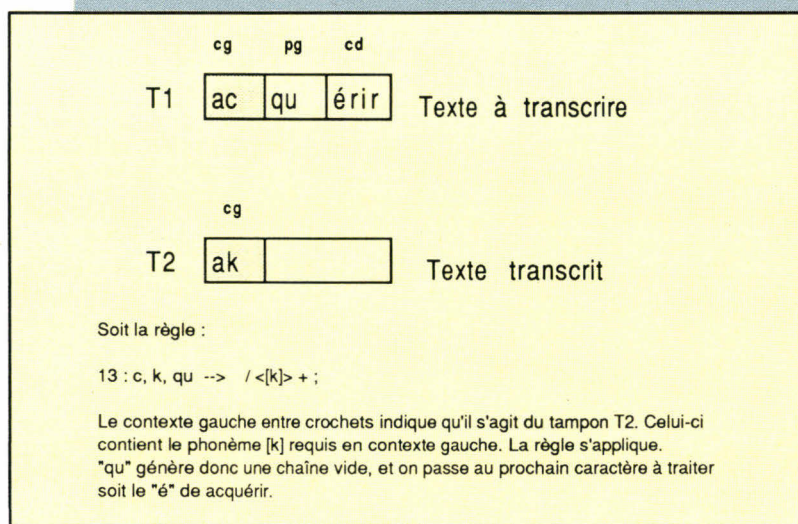 cg pg cd
T1 ac qu érir Texte à transcrire
cg
T2 ak Texte transcrit
Soit la règle :
13 : c, k, qu --> / <[k]> + ;
Le contexte gauche entre crochets indique qu'il s'agit du tampon T2. Celui-ci
contient le phonème [k] requis en contexte gauche. La règle s'applique.
"qu" génère donc une chaîne vide, et on passe au prochain caractère à traiter
soit le "é" de acquérir.